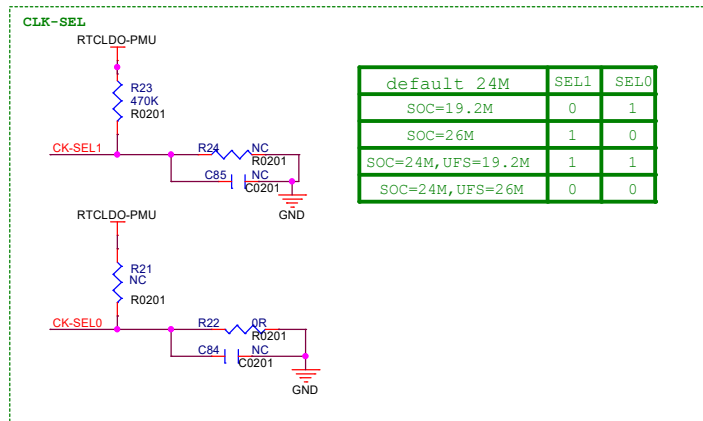 CLK-SEL
RTCLDO-PMU
R23
470K
R0201
CK-SEL1
R24 NC
R0201
C85 NC
C0201
GND
RTCLDO-PMU
R21
NC
R0201
CK-SEL0
R22 0R
R0201
C84 NC
C0201
GND
default 24M SEL1 SEL0
SOC=19.2M 0 1
SOC=26M 1 0
SOC=24M,UFS=19.2M 1 1
SOC=24M,UFS=26M 0 0